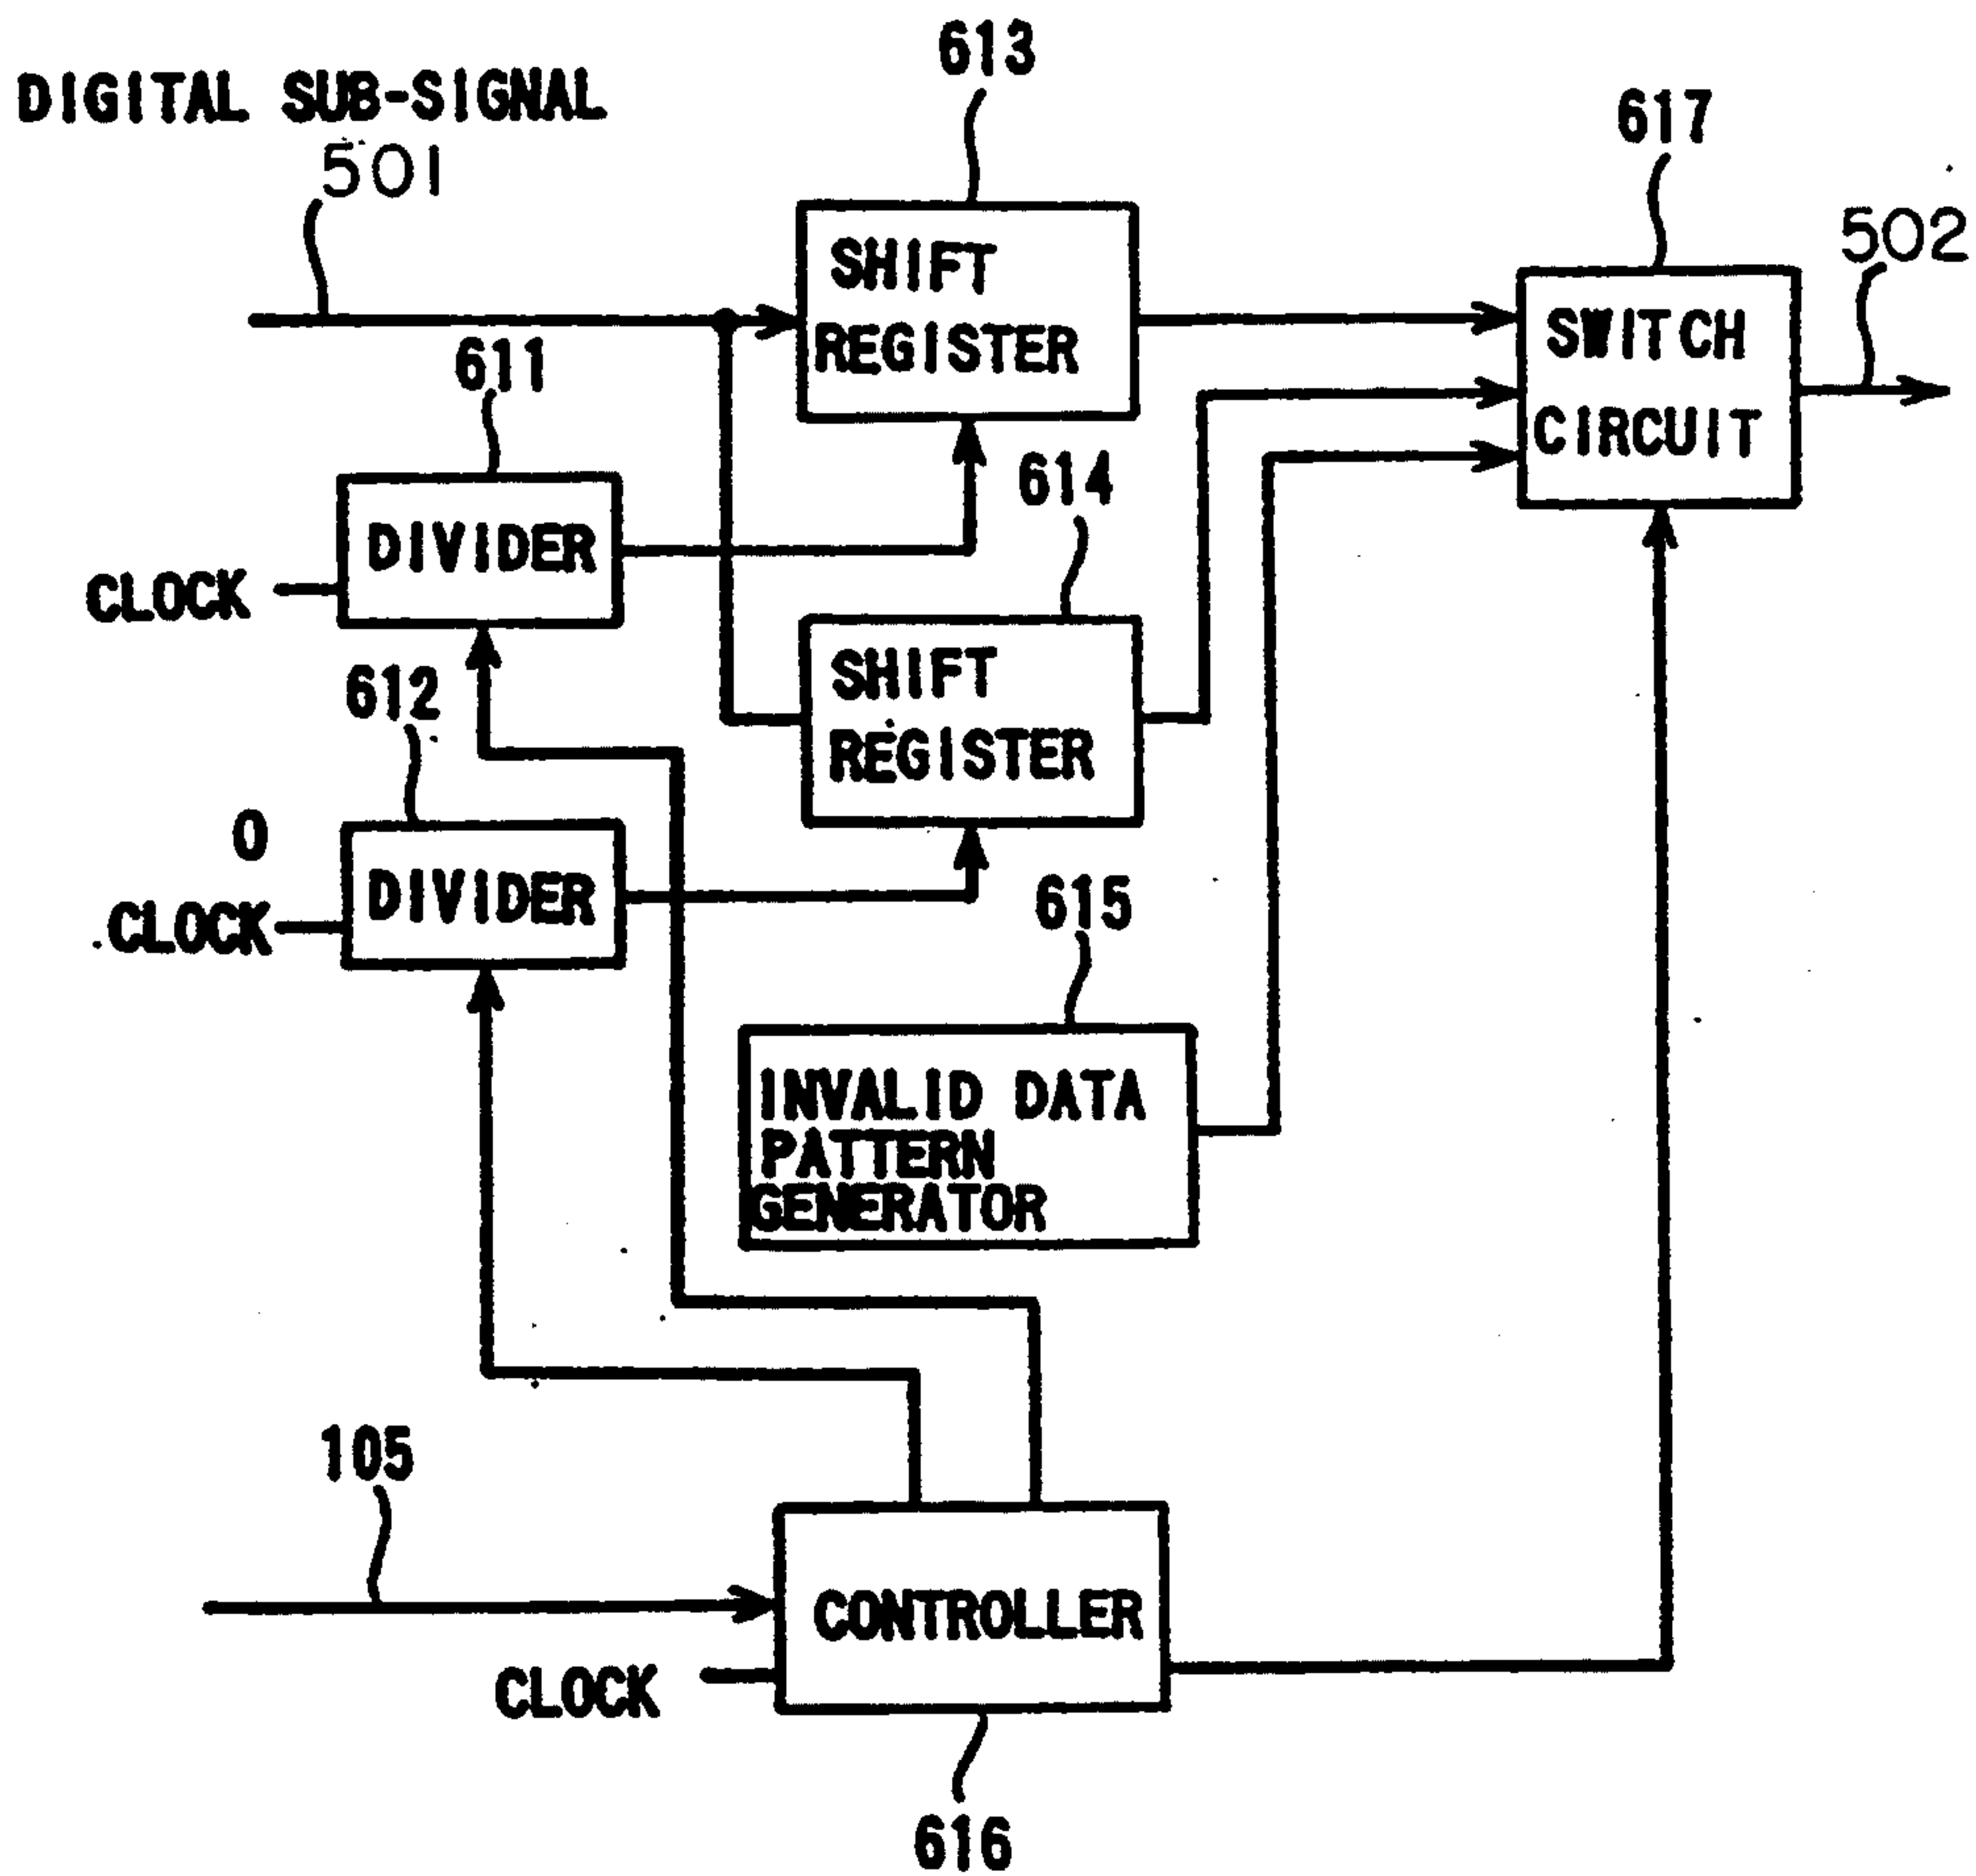 613
DIGITAL SUB-SIGNAL
617
501
502
SHIFT
REGISTER
SWITCH
CIRCUIT
611
614
DIVIDER
CLOCK
612
SHIFT
REGISTER
0
DIVIDER
CLOCK
615
INVALID DATA
PATTERN
GENERATOR
105
CONTROLLER
CLOCK
616